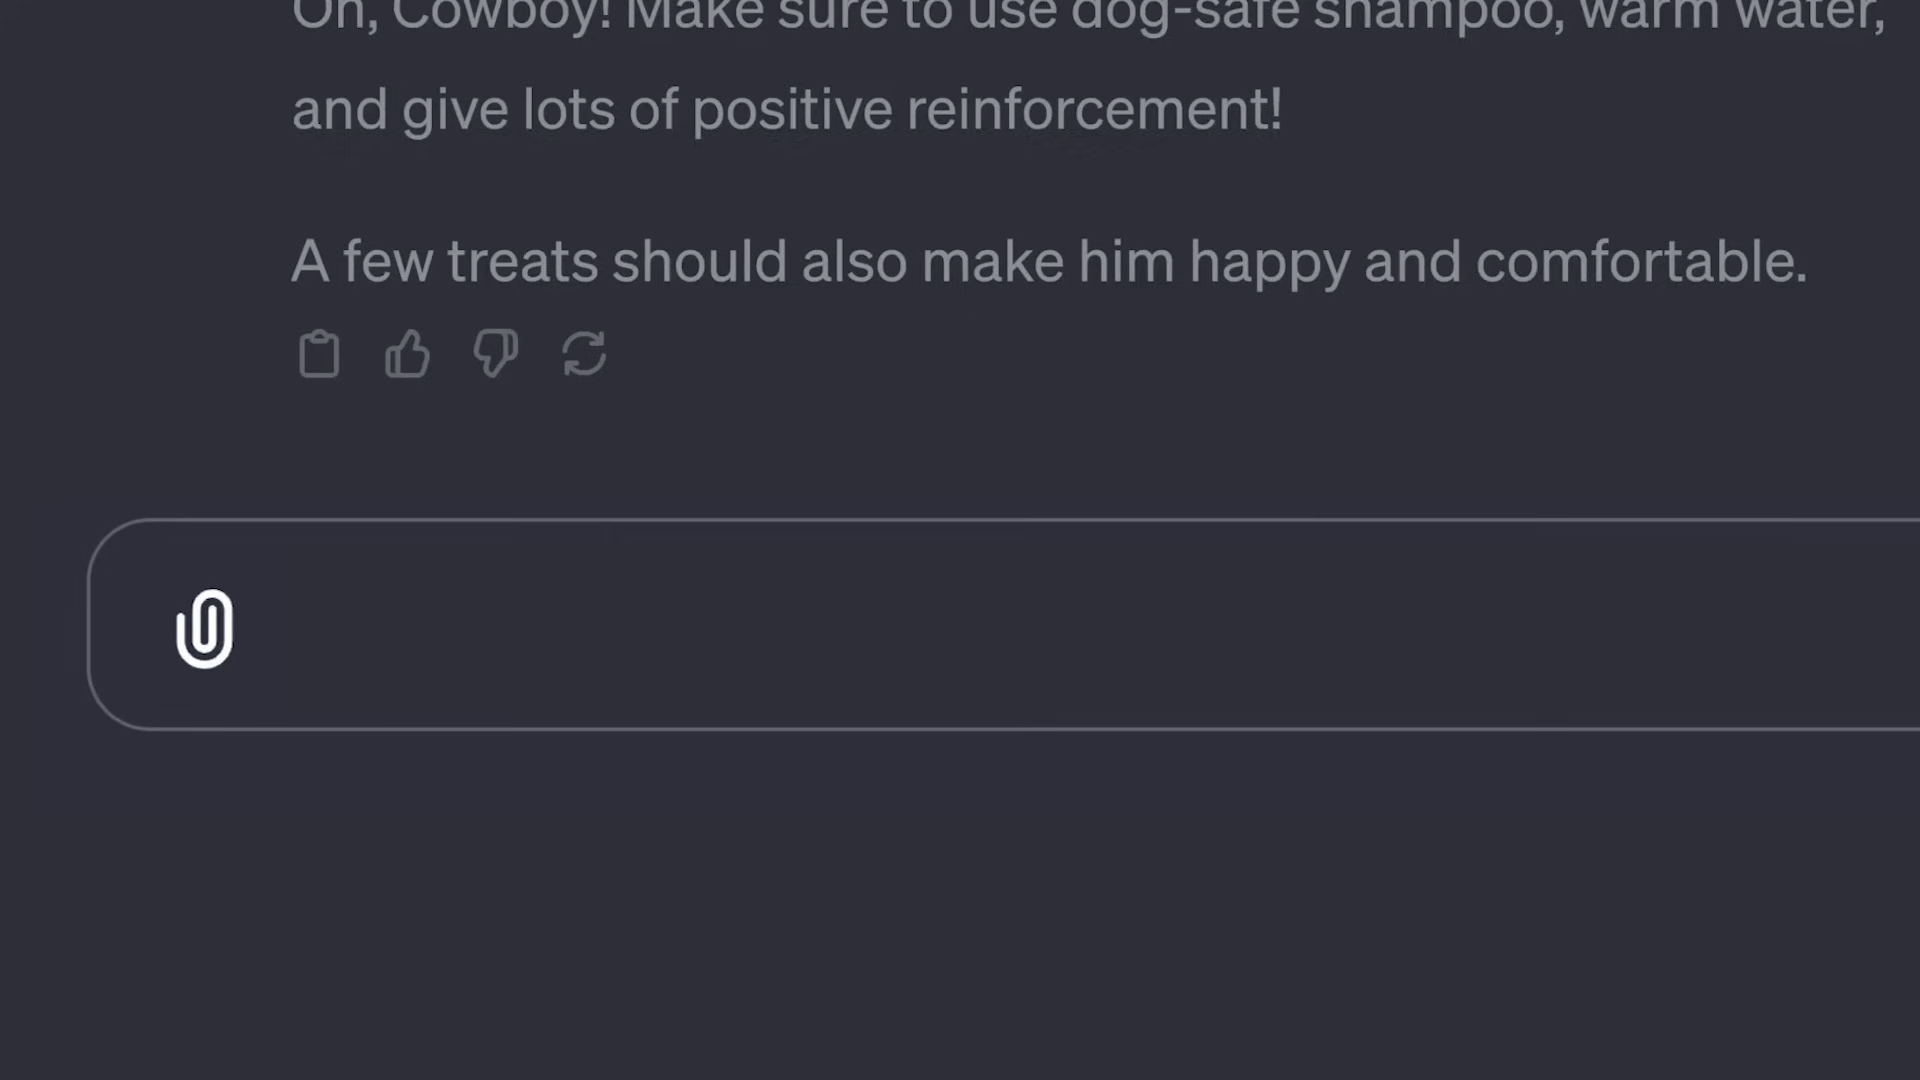 Oh, Cowboy! Make sure to use dog-safe shampoo, warm water,
and give lots of positive reinforcement!
A few treats should also make him happy and comfortable.